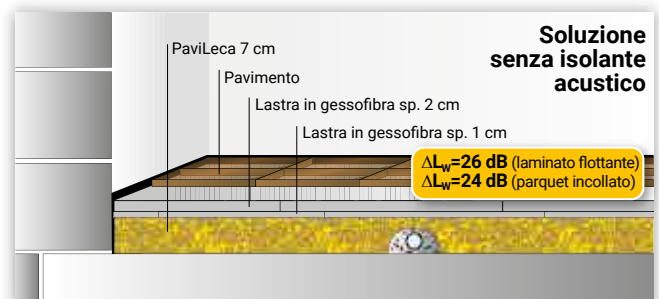 Soluzione
senza isolante
acustico
PaviLeca 7 cm
Pavimento
Lastra in gessofibra sp. 2 cm
Lastra in gessofibra sp. 1 cm
ΔLw=26 dB (laminato flottante)
ΔLw=24 dB (parquet incollato)